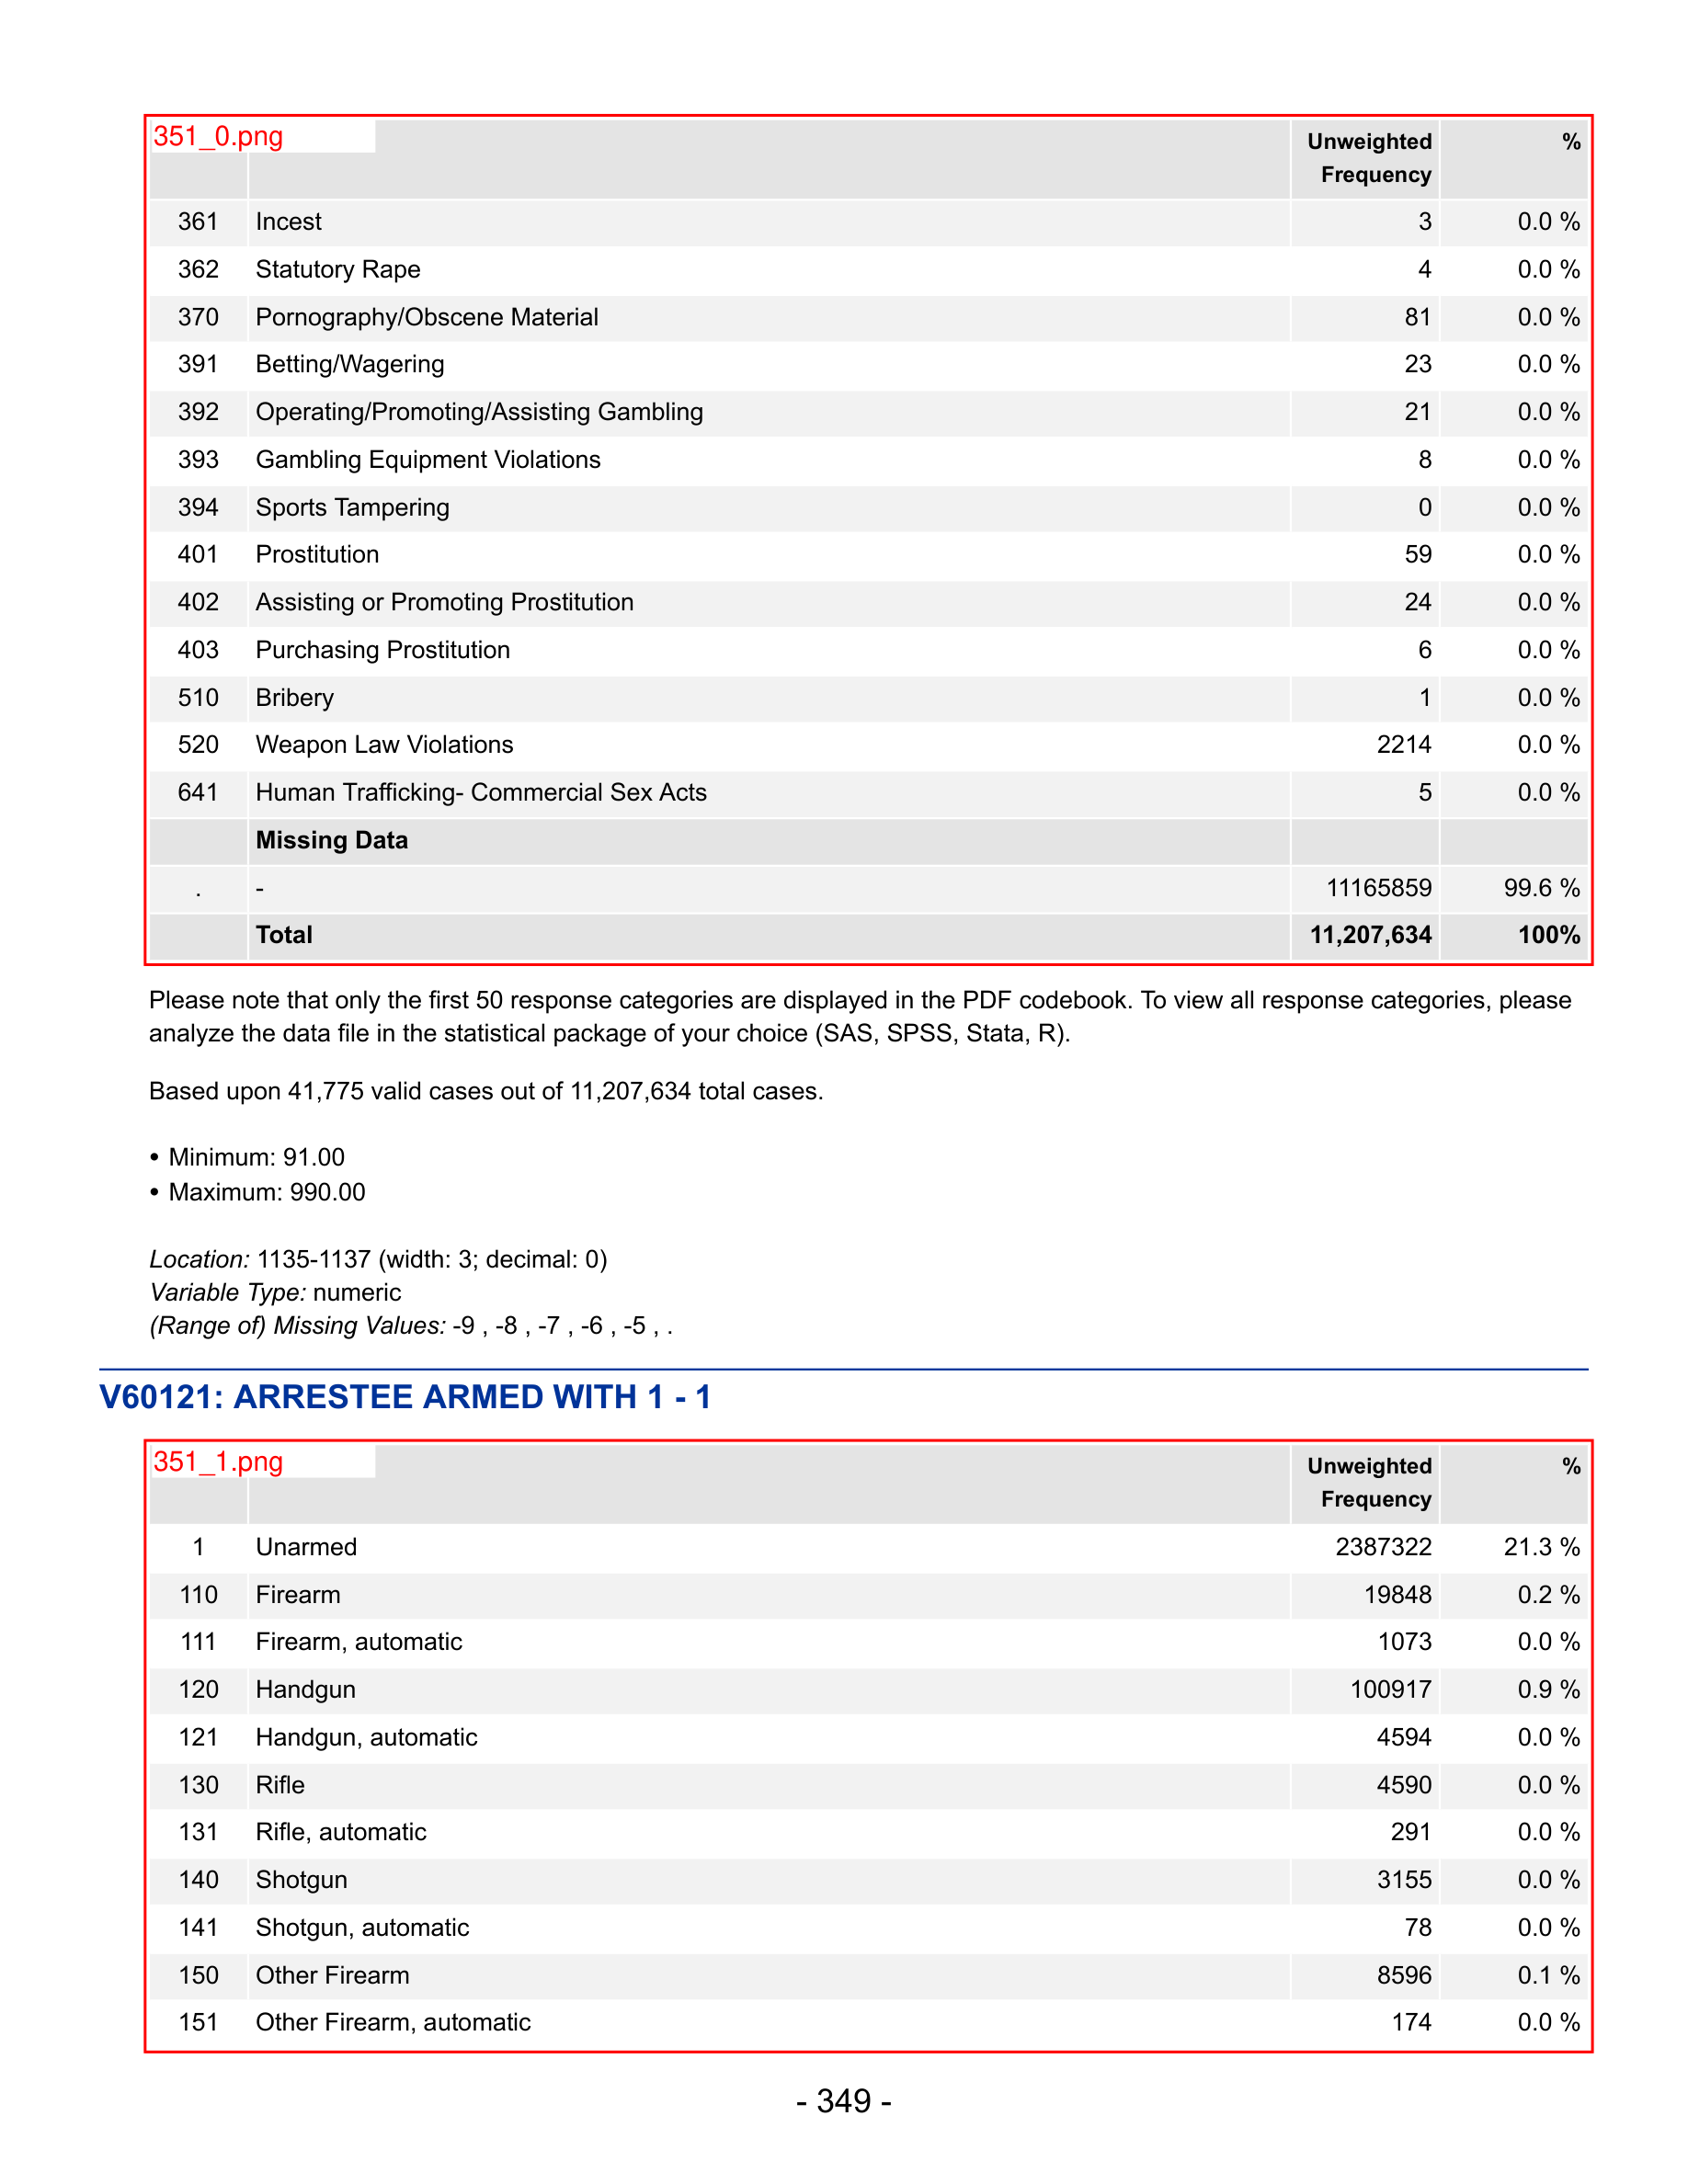 351_0.png
Unweighted Frequency %
361 Incest 3 0.0 %
362 Statutory Rape 4 0.0 %
370 Pornography/Obscene Material 81 0.0 %
391 Betting/Wagering 23 0.0 %
392 Operating/Promoting/Assisting Gambling 21 0.0 %
393 Gambling Equipment Violations 8 0.0 %
394 Sports Tampering 0 0.0 %
401 Prostitution 59 0.0 %
402 Assisting or Promoting Prostitution 24 0.0 %
403 Purchasing Prostitution 6 0.0 %
510 Bribery 1 0.0 %
520 Weapon Law Violations 2214 0.0 %
641 Human Trafficking- Commercial Sex Acts 5 0.0 %
Missing Data
. - 11165859 99.6 %
Total 11,207,634 100%
Please note that only the first 50 response categories are displayed in the PDF codebook. To view all response categories, please
analyze the data file in the statistical package of your choice (SAS, SPSS, Stata, R).
Based upon 41,775 valid cases out of 11,207,634 total cases.
• Minimum: 91.00
• Maximum: 990.00
Location: 1135-1137 (width: 3; decimal: 0)
Variable Type: numeric
(Range of) Missing Values: -9 , -8 , -7 , -6 , -5 , .
V60121: ARRESTEE ARMED WITH 1 - 1
351_1.png
Unweighted Frequency %
1 Unarmed 2387322 21.3 %
110 Firearm 19848 0.2 %
111 Firearm, automatic 1073 0.0 %
120 Handgun 100917 0.9 %
121 Handgun, automatic 4594 0.0 %
130 Rifle 4590 0.0 %
131 Rifle, automatic 291 0.0 %
140 Shotgun 3155 0.0 %
141 Shotgun, automatic 78 0.0 %
150 Other Firearm 8596 0.1 %
151 Other Firearm, automatic 174 0.0 %
- 349 -